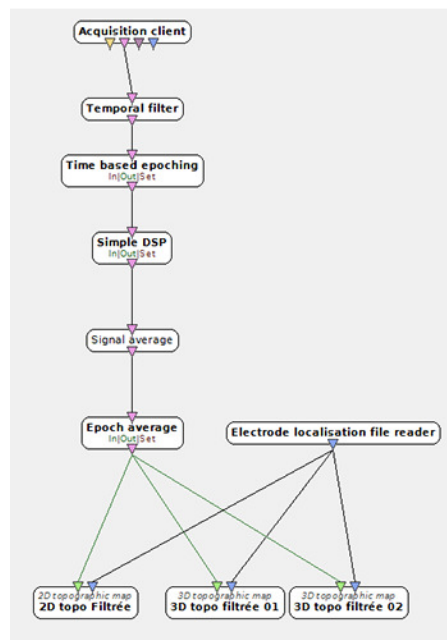 Acquisition client
Temporal filter
Time based epoching
In|Out|Set
Simple DSP
In|Out|Set
Signal average
Epoch average
In|Out|Set
Electrode localisation file reader
2D topographic map
2D topo Filtrée
3D topographic map
3D topo filtrée 01
3D topographic map
3D topo filtrée 02